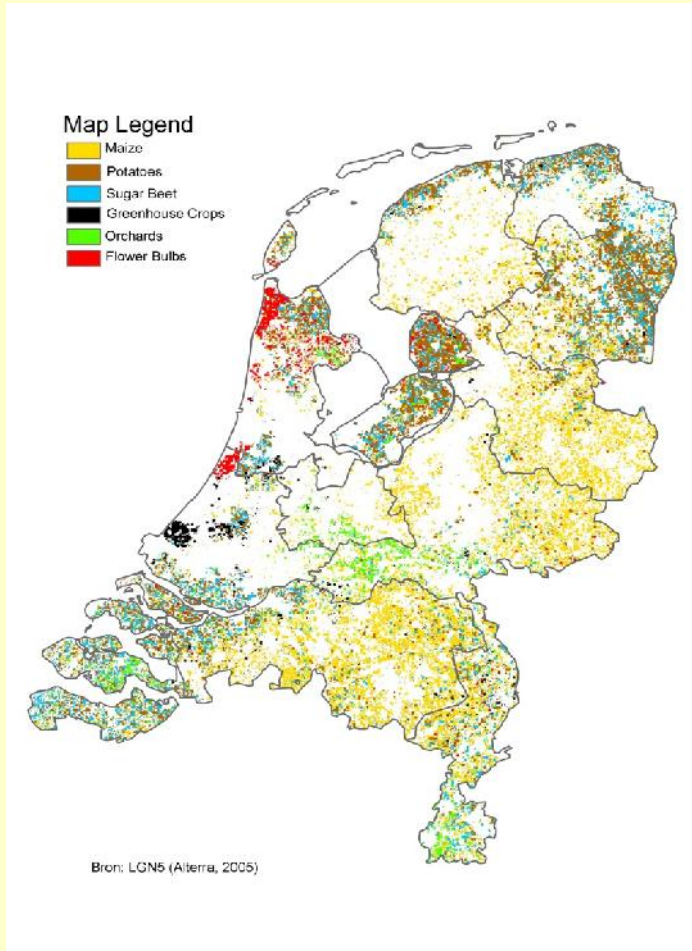 Map Legend
Maize
Potatoes
Sugar Beet
Greenhouse Crops
Orchards
Flower Bulbs
Bron: LGN5 (Alterra, 2005)